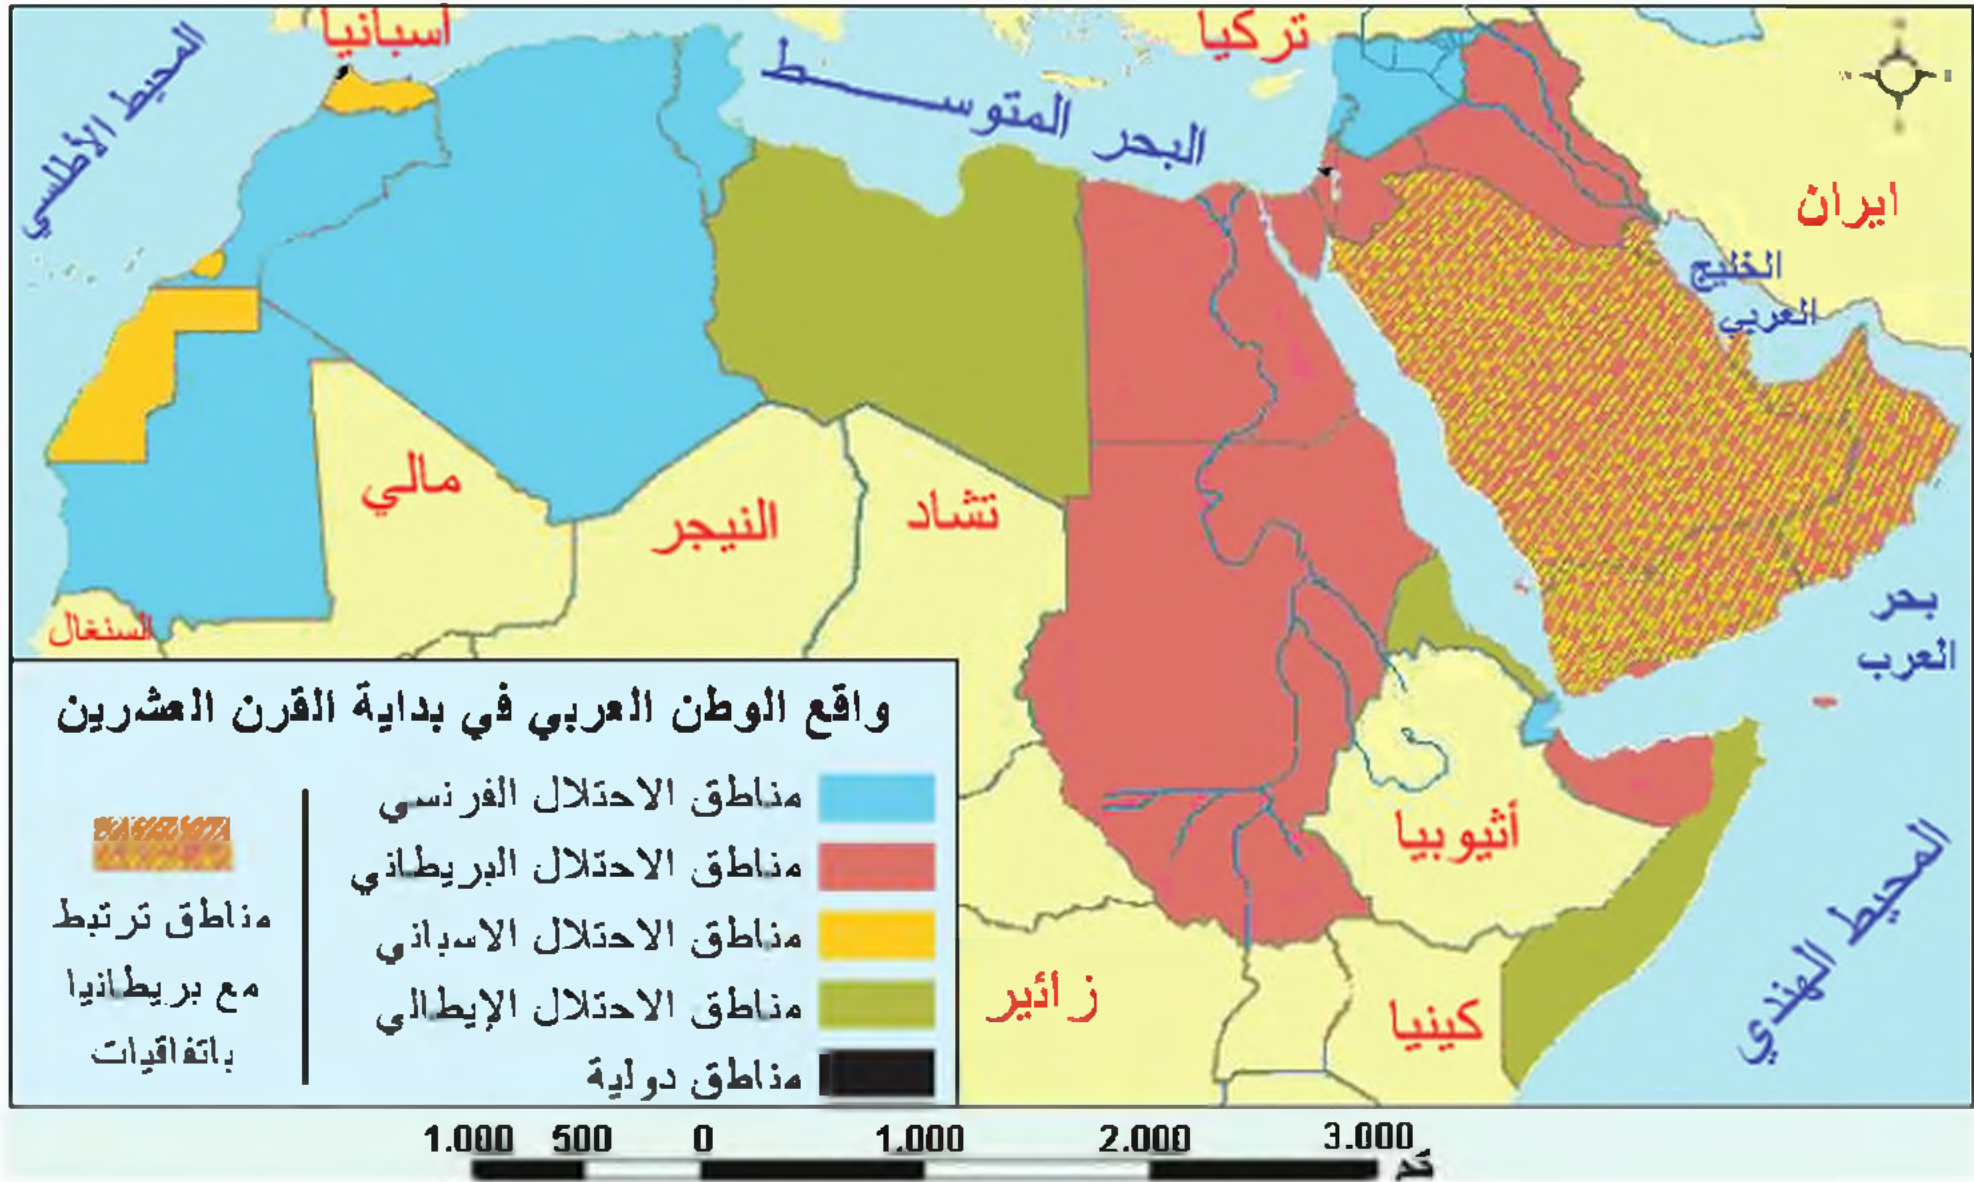 اسبانيا
تركيا
المحيط الأطلسي
البحر المتوسـط
ايران
الخليج
العربي
مالي
النيجر
تشاد
السنغال
بحر
العرب
أثيوبيا
المحيط الهندي
زائير
كينيا
واقع الوطن العربي في بداية القرن العشرين
مناطق الاحتلال الفرنسي
مناطق الاحتلال البريطاني
مناطق الاحتلال الاسباني
مناطق الاحتلال الإيطالي
مناطق دولية
مناطق ترتبط
مع بريطانيا
باتفاقيات
1.000 500 0 1.000 2.000 3.000
كم